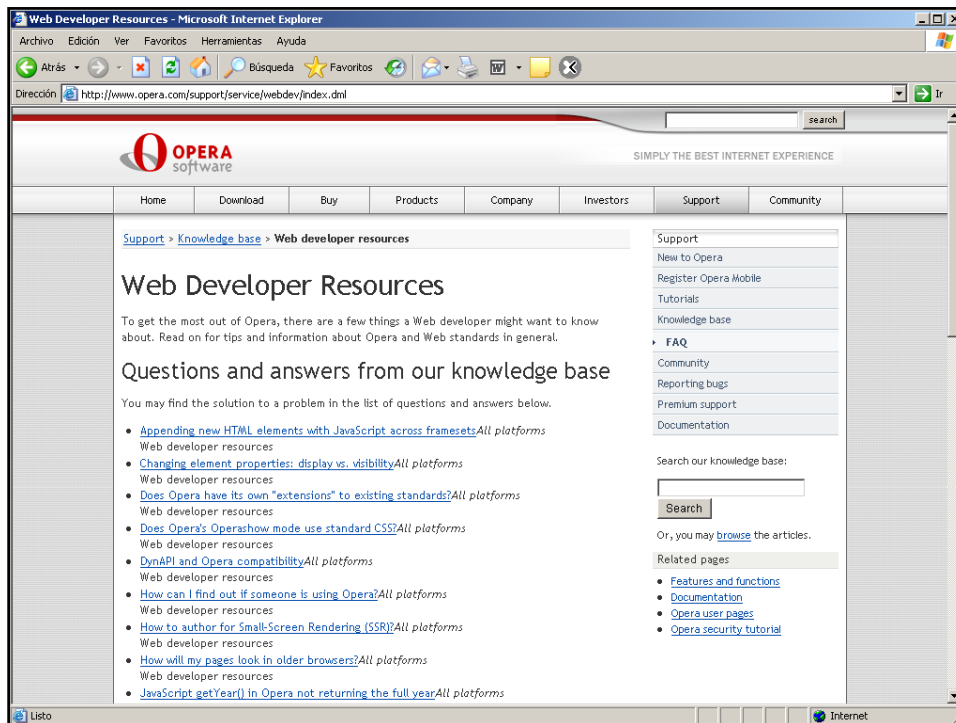 Web Developer Resources - Microsoft Internet Explorer
Archivo Edición Ver Favoritos Herramientas Ayuda
Atrás Búsqueda Favoritos
Dirección http://www.opera.com/support/service/webdev/index.dml Ir
search
OPERA
software
SIMPLY THE BEST INTERNET EXPERIENCE
Home Download Buy Products Company Investors Support Community
Support > Knowledge base > Web developer resources
Web Developer Resources
To get the most out of Opera, there are a few things a Web developer might want to know
about. Read on for tips and information about Opera and Web standards in general.
Questions and answers from our knowledge base
You may find the solution to a problem in the list of questions and answers below.
• Appending new HTML elements with JavaScript across framesetsAll platforms
Web developer resources
• Changing element properties: display vs. visibilityAll platforms
Web developer resources
• Does Opera have its own "extensions" to existing standards?All platforms
Web developer resources
• Does Opera's Operashow mode use standard CSS?All platforms
Web developer resources
• DynAPI and Opera compatibilityAll platforms
Web developer resources
• How can I find out if someone is using Opera?All platforms
Web developer resources
• How to author for Small-Screen Rendering (SSR)?All platforms
Web developer resources
• How will my pages look in older browsers?All platforms
Web developer resources
• JavaScript getYear() in Opera not returning the full yearAll platforms
Support
New to Opera
Register Opera Mobile
Tutorials
Knowledge base
FAQ
Community
Reporting bugs
Premium support
Documentation
Search our knowledge base:
Search
Or, you may browse the articles.
Related pages
• Features and functions
• Documentation
• Opera user pages
• Opera security tutorial
Listo Internet